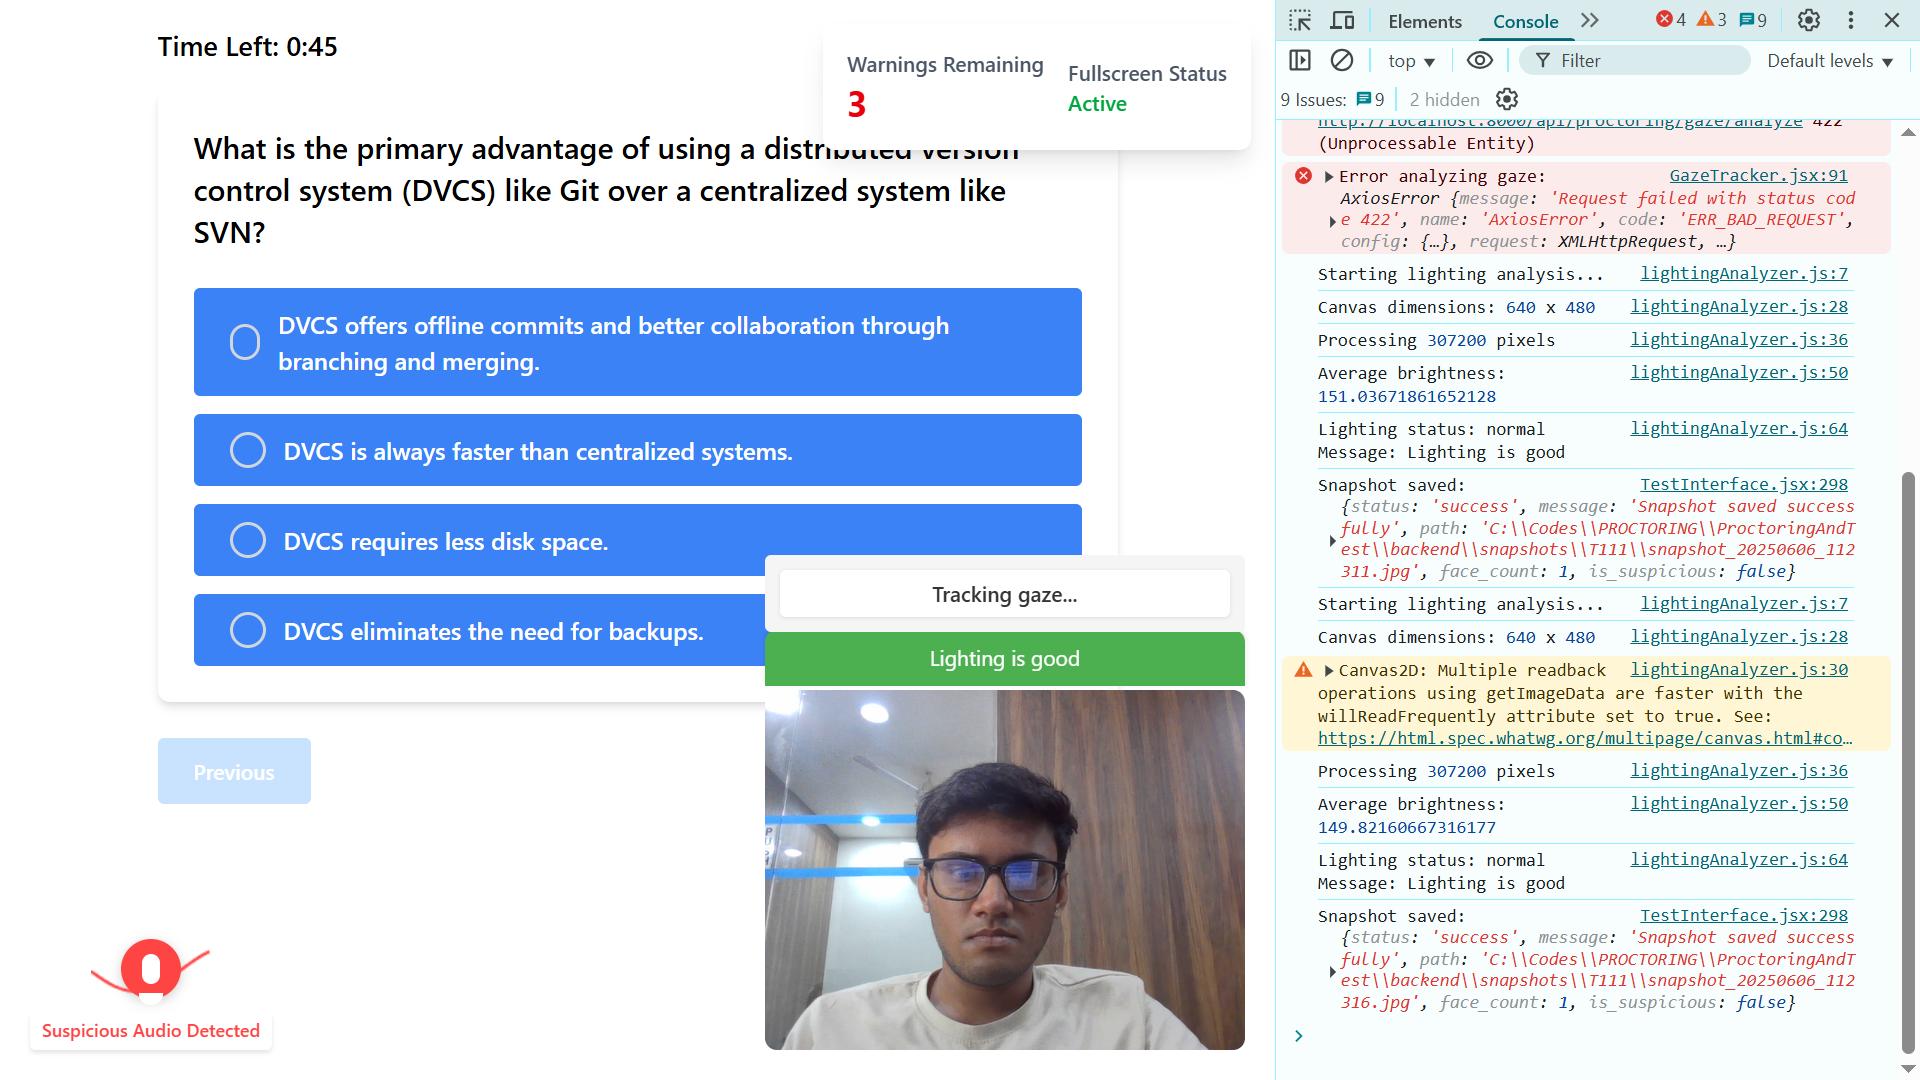 Time Left: 0:45
Warnings Remaining
3
Fullscreen Status
Active
What is the primary advantage of using a distributed version
control system (DVCS) like Git over a centralized system like
SVN?
DVCS offers offline commits and better collaboration through
branching and merging.
DVCS is always faster than centralized systems.
DVCS requires less disk space.
DVCS eliminates the need for backups.
Previous
Tracking gaze...
Lighting is good
Suspicious Audio Detected
Elements
Console
4
3
9
top
Filter
Default levels
9 Issues: 9
2 hidden
http://localhost:8000/api/proctoring/gaze/analyze 422
(Unprocessable Entity)
Error analyzing gaze: GazeTracker.jsx:91
AxiosError {message: 'Request failed with status cod
e 422', name: 'AxiosError', code: 'ERR_BAD_REQUEST',
config: {…}, request: XMLHttpRequest, …}
Starting lighting analysis... lightingAnalyzer.js:7
Canvas dimensions: 640 x 480 lightingAnalyzer.js:28
Processing 307200 pixels lightingAnalyzer.js:36
Average brightness: lightingAnalyzer.js:50
151.03671861652128
Lighting status: normal lightingAnalyzer.js:64
Message: Lighting is good
Snapshot saved: TestInterface.jsx:298
{status: 'success', message: 'Snapshot saved success
fully', path: 'C:\\Codes\\PROCTORING\\ProctoringAndT
est\\backend\\snapshots\\T111\\snapshot_20250606_112
311.jpg', face_count: 1, is_suspicious: false}
Starting lighting analysis... lightingAnalyzer.js:7
Canvas dimensions: 640 x 480 lightingAnalyzer.js:28
Canvas2D: Multiple readback lightingAnalyzer.js:30
operations using getImageData are faster with the
willReadFrequently attribute set to true. See:
https://html.spec.whatwg.org/multipage/canvas.html#co…
Processing 307200 pixels lightingAnalyzer.js:36
Average brightness: lightingAnalyzer.js:50
149.82160667316177
Lighting status: normal lightingAnalyzer.js:64
Message: Lighting is good
Snapshot saved: TestInterface.jsx:298
{status: 'success', message: 'Snapshot saved success
fully', path: 'C:\\Codes\\PROCTORING\\ProctoringAndT
est\\backend\\snapshots\\T111\\snapshot_20250606_112
316.jpg', face_count: 1, is_suspicious: false}